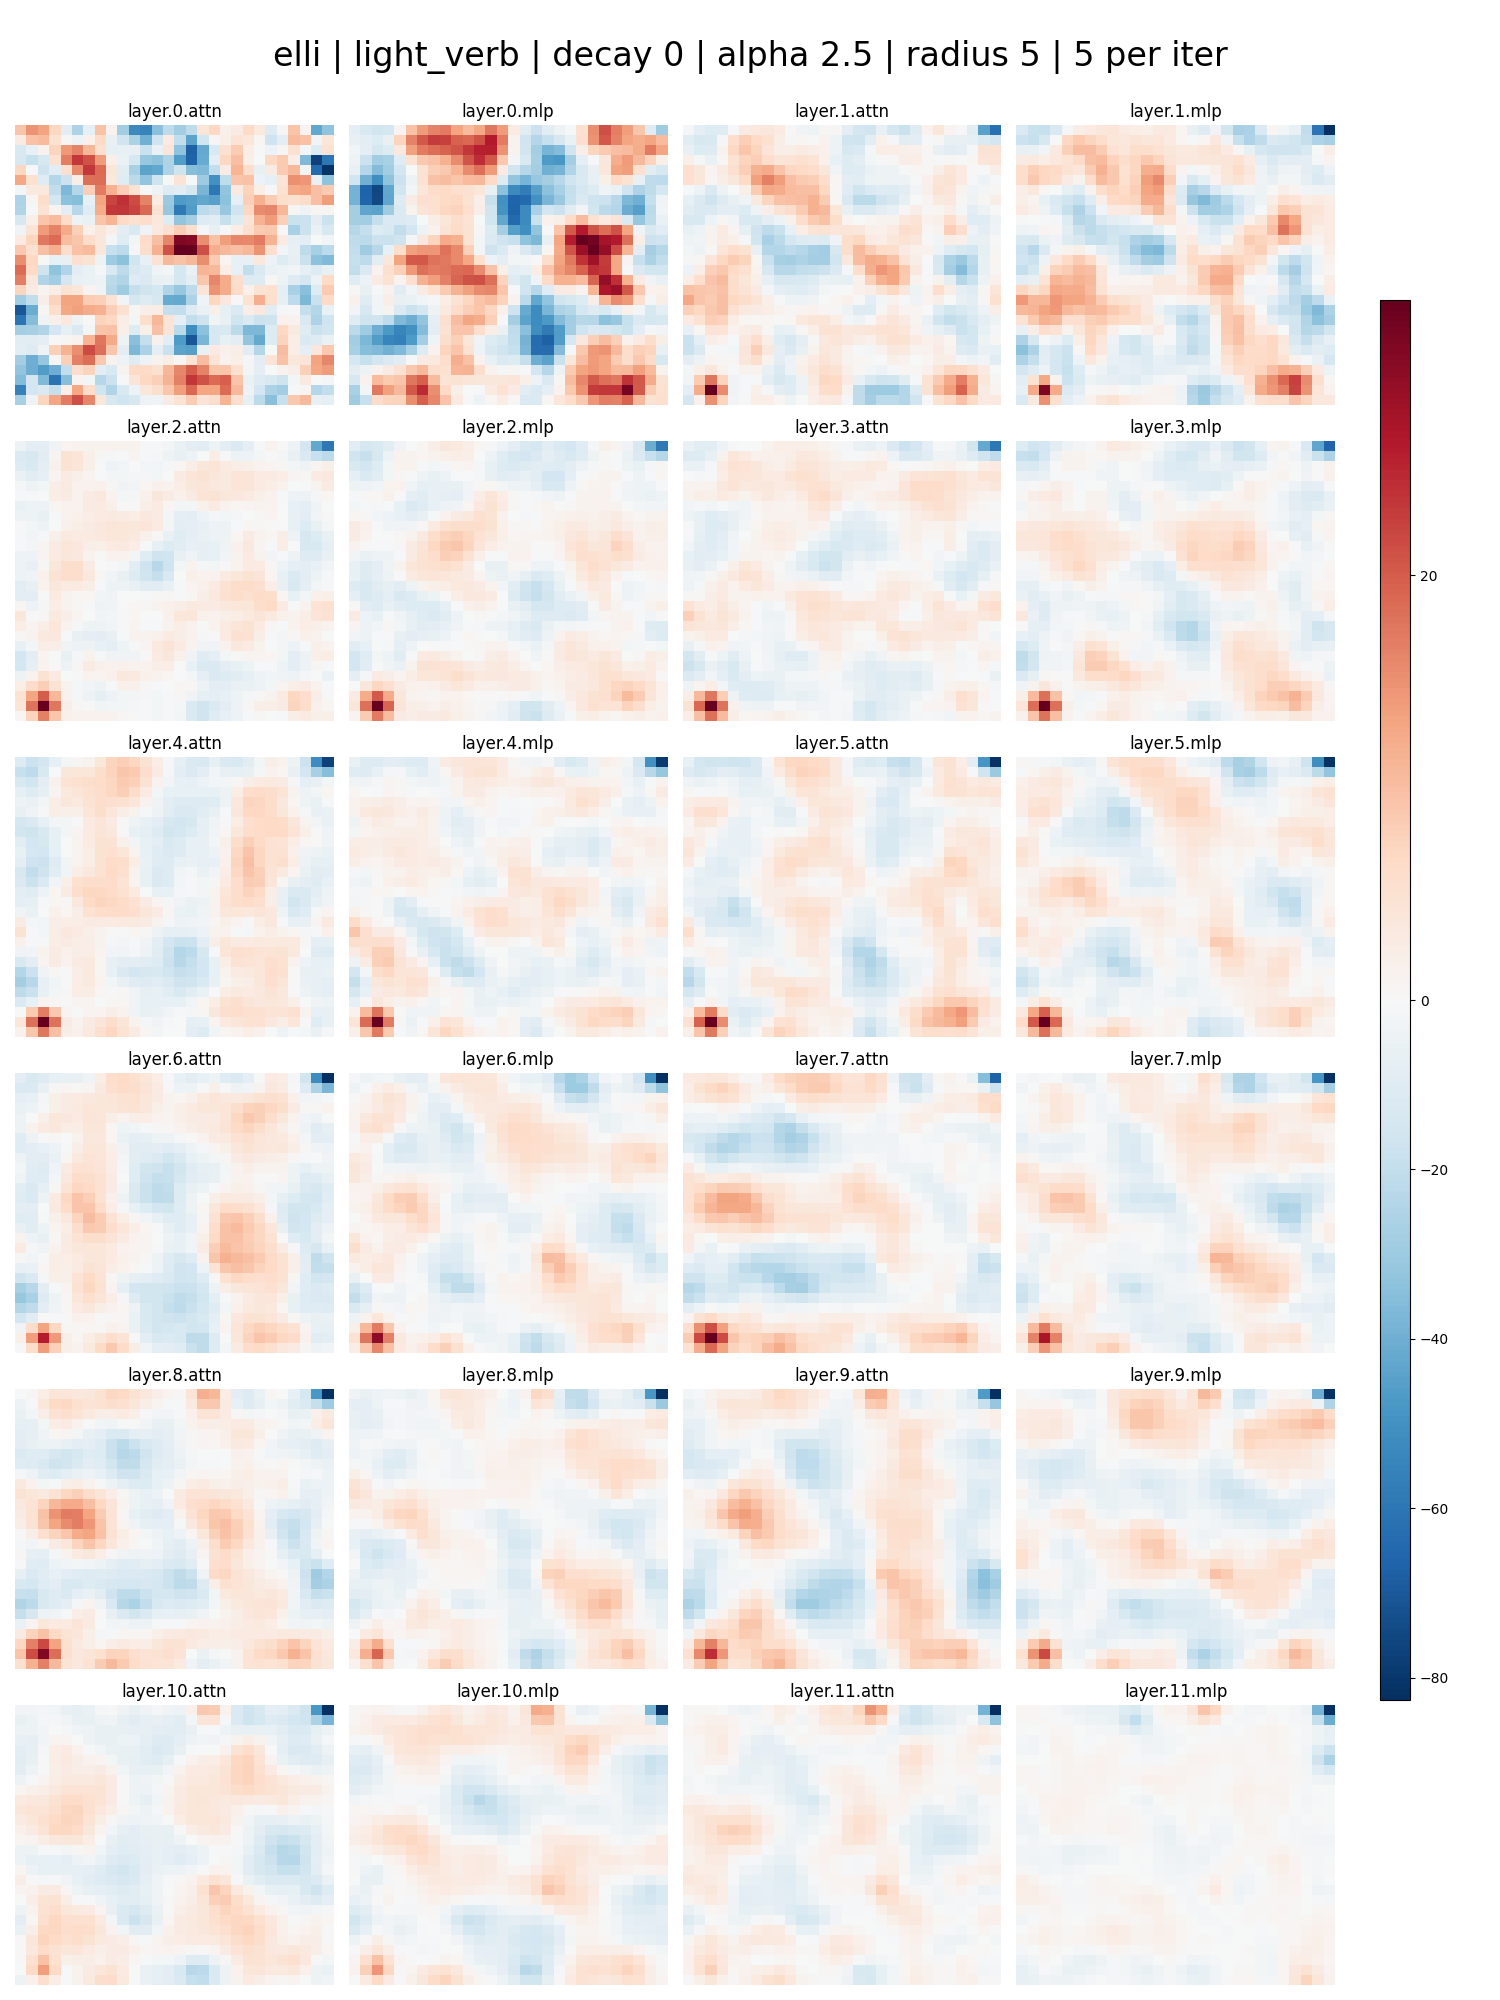 elli | light_verb | decay 0 | alpha 2.5 | radius 5 | 5 per iter
layer.0.attn
layer.0.mlp
layer.1.attn
layer.1.mlp
layer.2.attn
layer.2.mlp
layer.3.attn
layer.3.mlp
layer.4.attn
layer.4.mlp
layer.5.attn
layer.5.mlp
layer.6.attn
layer.6.mlp
layer.7.attn
layer.7.mlp
layer.8.attn
layer.8.mlp
layer.9.attn
layer.9.mlp
layer.10.attn
layer.10.mlp
layer.11.attn
layer.11.mlp
20
0
−20
−40
−60
−80